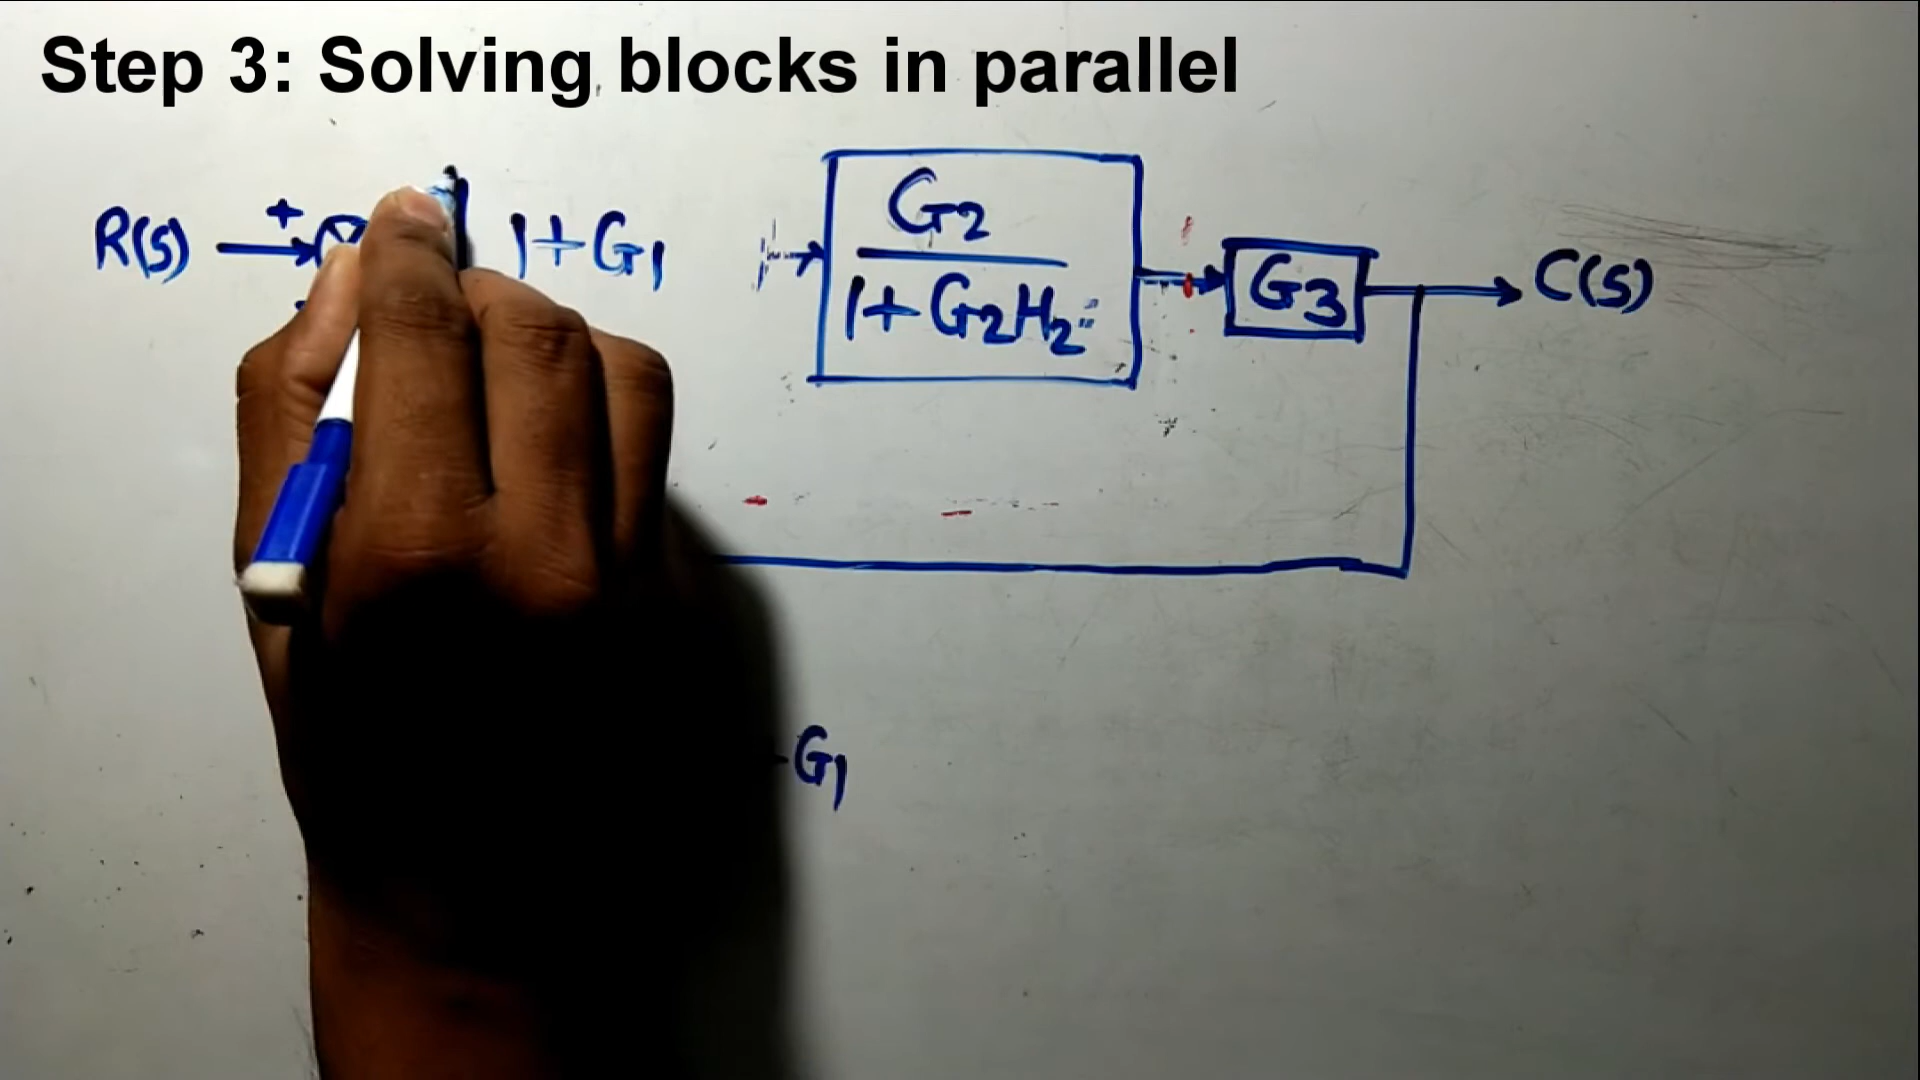 Step 3: Solving blocks in parallel
R(s) + 1+G1 G2 / 1+G2H2 G3 C(s)
-G1